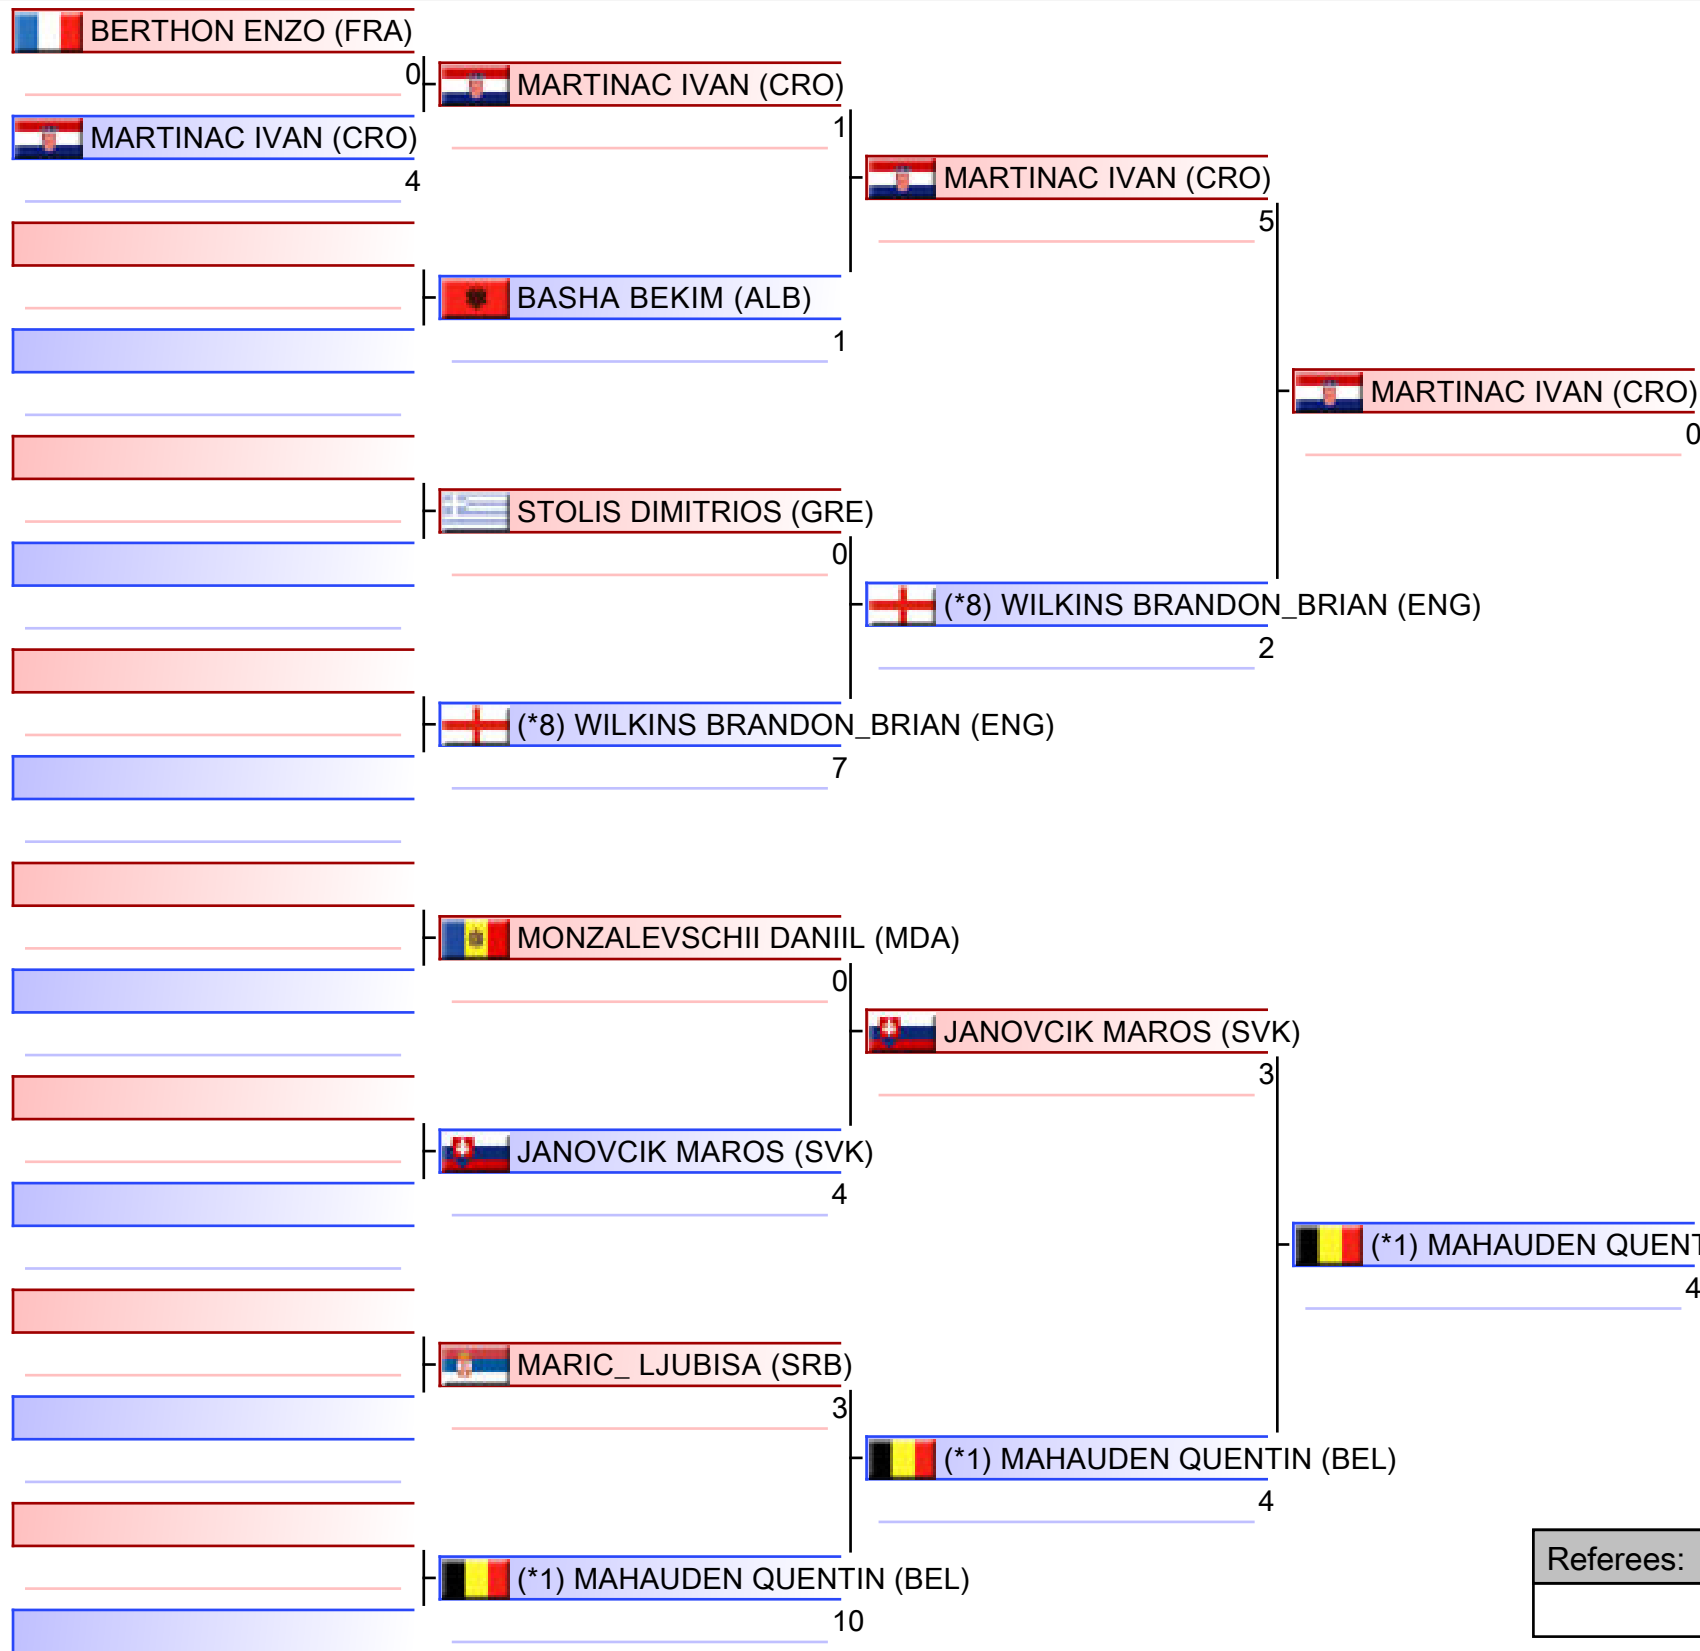 BERTHON ENZO (FRA)
0
MARTINAC IVAN (CRO)
4
MARTINAC IVAN (CRO)
1
BASHA BEKIM (ALB)
1
STOLIS DIMITRIOS (GRE)
0
(*8) WILKINS BRANDON_BRIAN (ENG)
7
MONZALEVSCHII DANIIL (MDA)
0
JANOVCIK MAROS (SVK)
4
MARIC_ LJUBISA (SRB)
3
(*1) MAHAUDEN QUENTIN (BEL)
10
MARTINAC IVAN (CRO)
5
(*8) WILKINS BRANDON_BRIAN (ENG)
2
JANOVCIK MAROS (SVK)
3
(*1) MAHAUDEN QUENTIN (BEL)
4
MARTINAC IVAN (CRO)
0
(*1) MAHAUDEN QUENT
4
Referees: